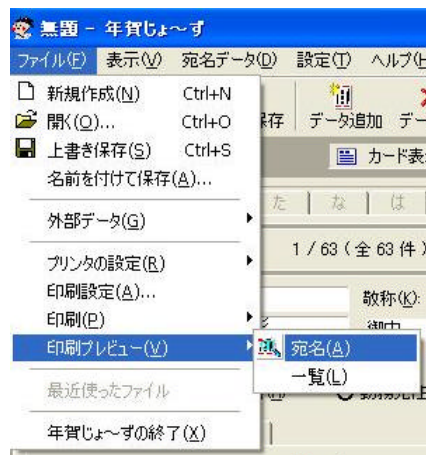 無題 - 年賀じょ～ず
ファイル(F) 表示(V) 宛名データ(D) 設定(T) ヘルプ(H
新規作成(N) Ctrl+N
開く(O)... Ctrl+O
上書き保存(S) Ctrl+S
名前を付けて保存(A)...
外部データ(G)
プリンタの設定(R)
印刷設定(A)...
印刷(P)
印刷プレビュー(V)
宛名(A)
一覧(L)
最近使ったファイル
年賀じょ～ずの終了(X)
保存 データ追加 デー
カード表
た な は
1 / 63 ( 全 63 件 )
敬称(K):
御中